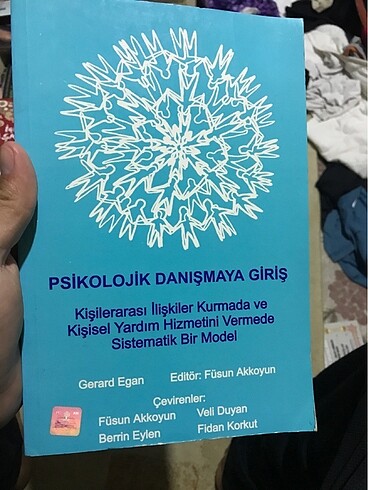 PSİKOLOJİK DANIŞMAYA GİRİŞ
Kişilerarası İlişkiler Kurmada ve
Kişisel Yardım Hizmetini Vermede
Sistematik Bir Model
Gerard Egan Editör: Füsun Akkoyun
Çevirenler:
Füsun Akkoyun Veli Duyan
Berrin Eylen Fidan Korkut